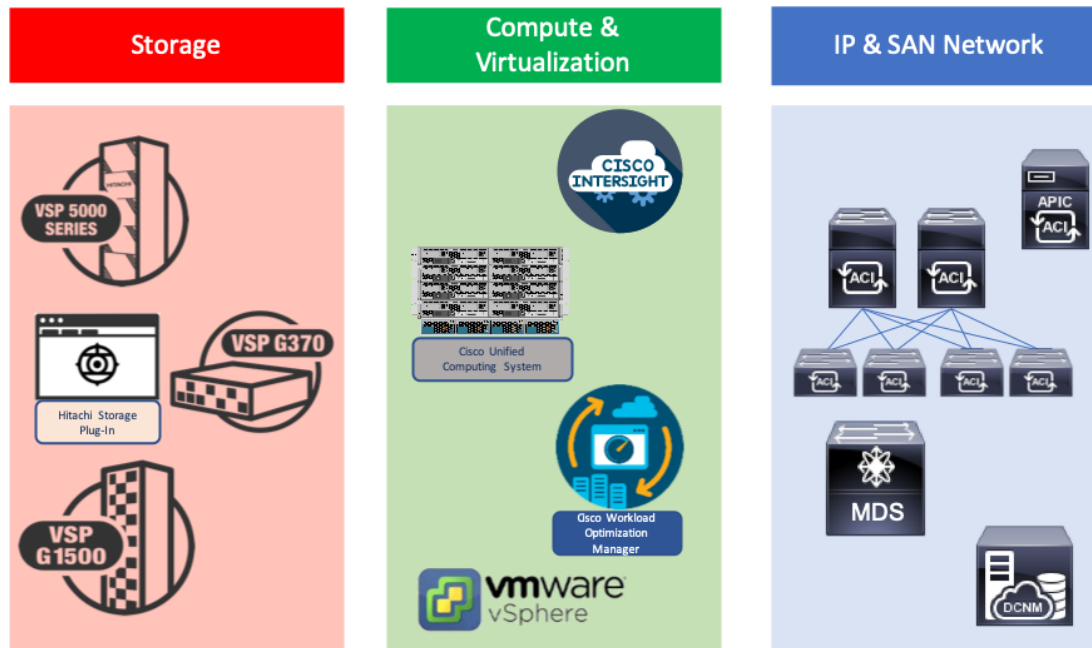 Storage
Compute &
Virtualization
IP & SAN Network
HITACHI
VSP 5000
SERIES
VSP G370
Hitachi Storage
Plug-In
VSP
G1500
CISCO
INTERSIGHT
Cisco Unified
Computing System
Cisco Workload
Optimization
Manager
vmware
vSphere
APIC
ACI
ACI
ACI
ACI
ACI
ACI
ACI
MDS
DCNM